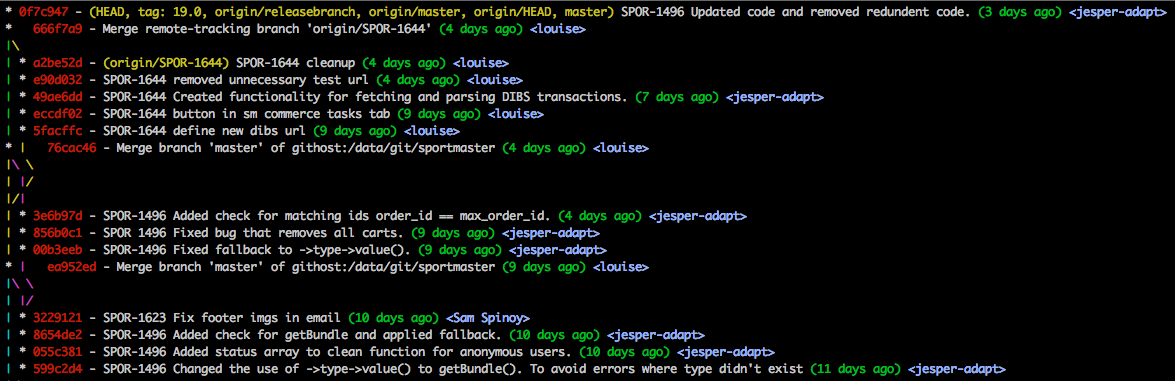 * 0f7c947 - (HEAD, tag: 19.0, origin/releasebranch, origin/master, origin/HEAD, master) SPOR-1496 Updated code and removed redundent code. (3 days ago) <jesper-adapt>
*   666f7a9 - Merge remote-tracking branch 'origin/SPOR-1644' (4 days ago) <louise>
|\
| * a2be52d - (origin/SPOR-1644) SPOR-1644 cleanup (4 days ago) <louise>
| * e90d032 - SPOR-1644 removed unnecessary test url (4 days ago) <louise>
| * 49ae6dd - SPOR-1644 Created functionality for fetching and parsing DIBS transactions. (7 days ago) <jesper-adapt>
| * eccdf02 - SPOR-1644 button in sm commerce tasks tab (9 days ago) <louise>
| * 5facffc - SPOR-1644 define new dibs url (9 days ago) <louise>
* |   76cac46 - Merge branch 'master' of githost:/data/git/sportmaster (4 days ago) <louise>
|\ \
| |/
|/|
| * 3e6b97d - SPOR-1496 Added check for matching ids order_id == max_order_id. (4 days ago) <jesper-adapt>
| * 856b0c1 - SPOR 1496 Fixed bug that removes all carts. (9 days ago) <jesper-adapt>
| * 00b3eeb - SPOR-1496 Fixed fallback to ->type->value(). (9 days ago) <jesper-adapt>
* |   ea952ed - Merge branch 'master' of githost:/data/git/sportmaster (9 days ago) <louise>
|\ \
| |/
| * 3229121 - SPOR-1623 Fix footer imgs in email (10 days ago) <Sam Spinoy>
| * 8654de2 - SPOR-1496 Added check for getBundle and applied fallback. (10 days ago) <jesper-adapt>
| * 055c381 - SPOR-1496 Added status array to clean function for anonymous users. (10 days ago) <jesper-adapt>
| * 599c2d4 - SPOR-1496 Changed the use of ->type->value() to getBundle(). To avoid errors where type didn't exist (11 days ago) <jesper-adapt>